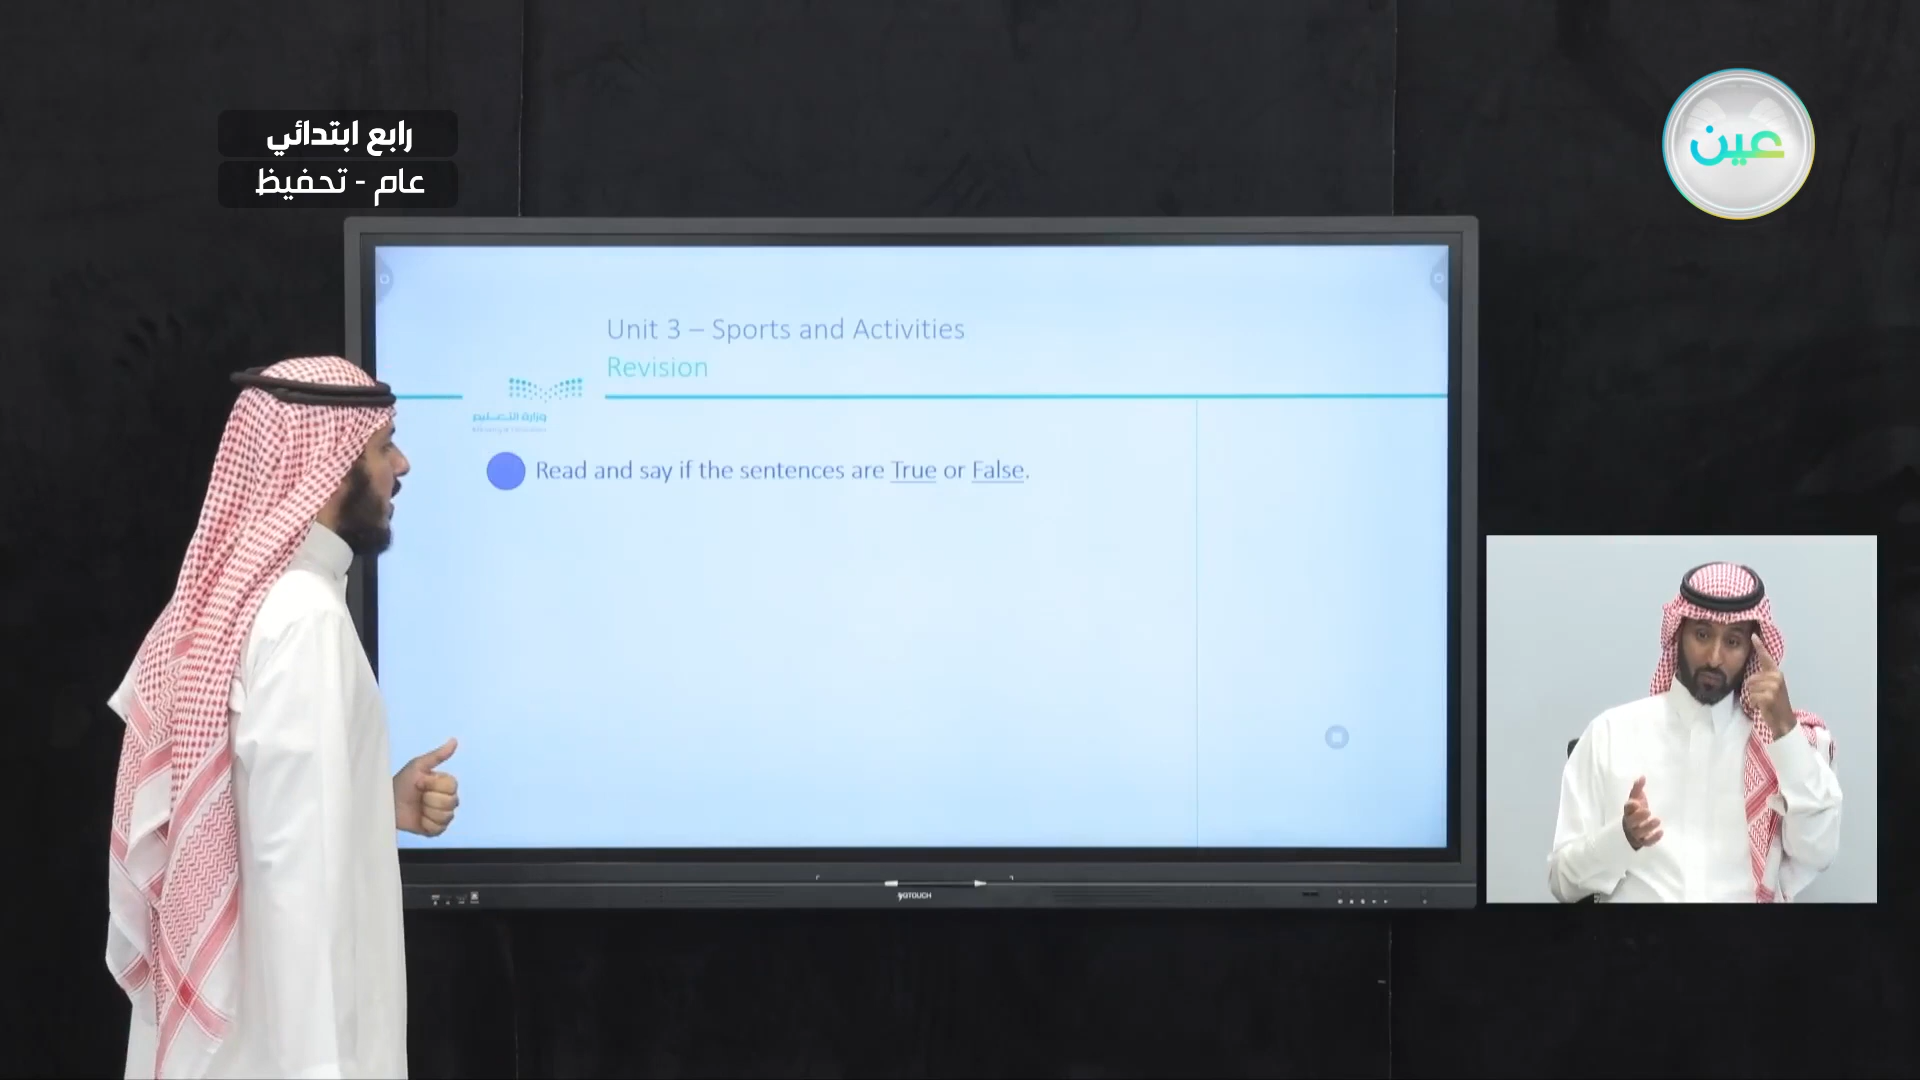 رابع ابتدائي
عام - تحفيظ
عين
Unit 3 – Sports and Activities
Revision
وزارة التعليم
Read and say if the sentences are True or False.